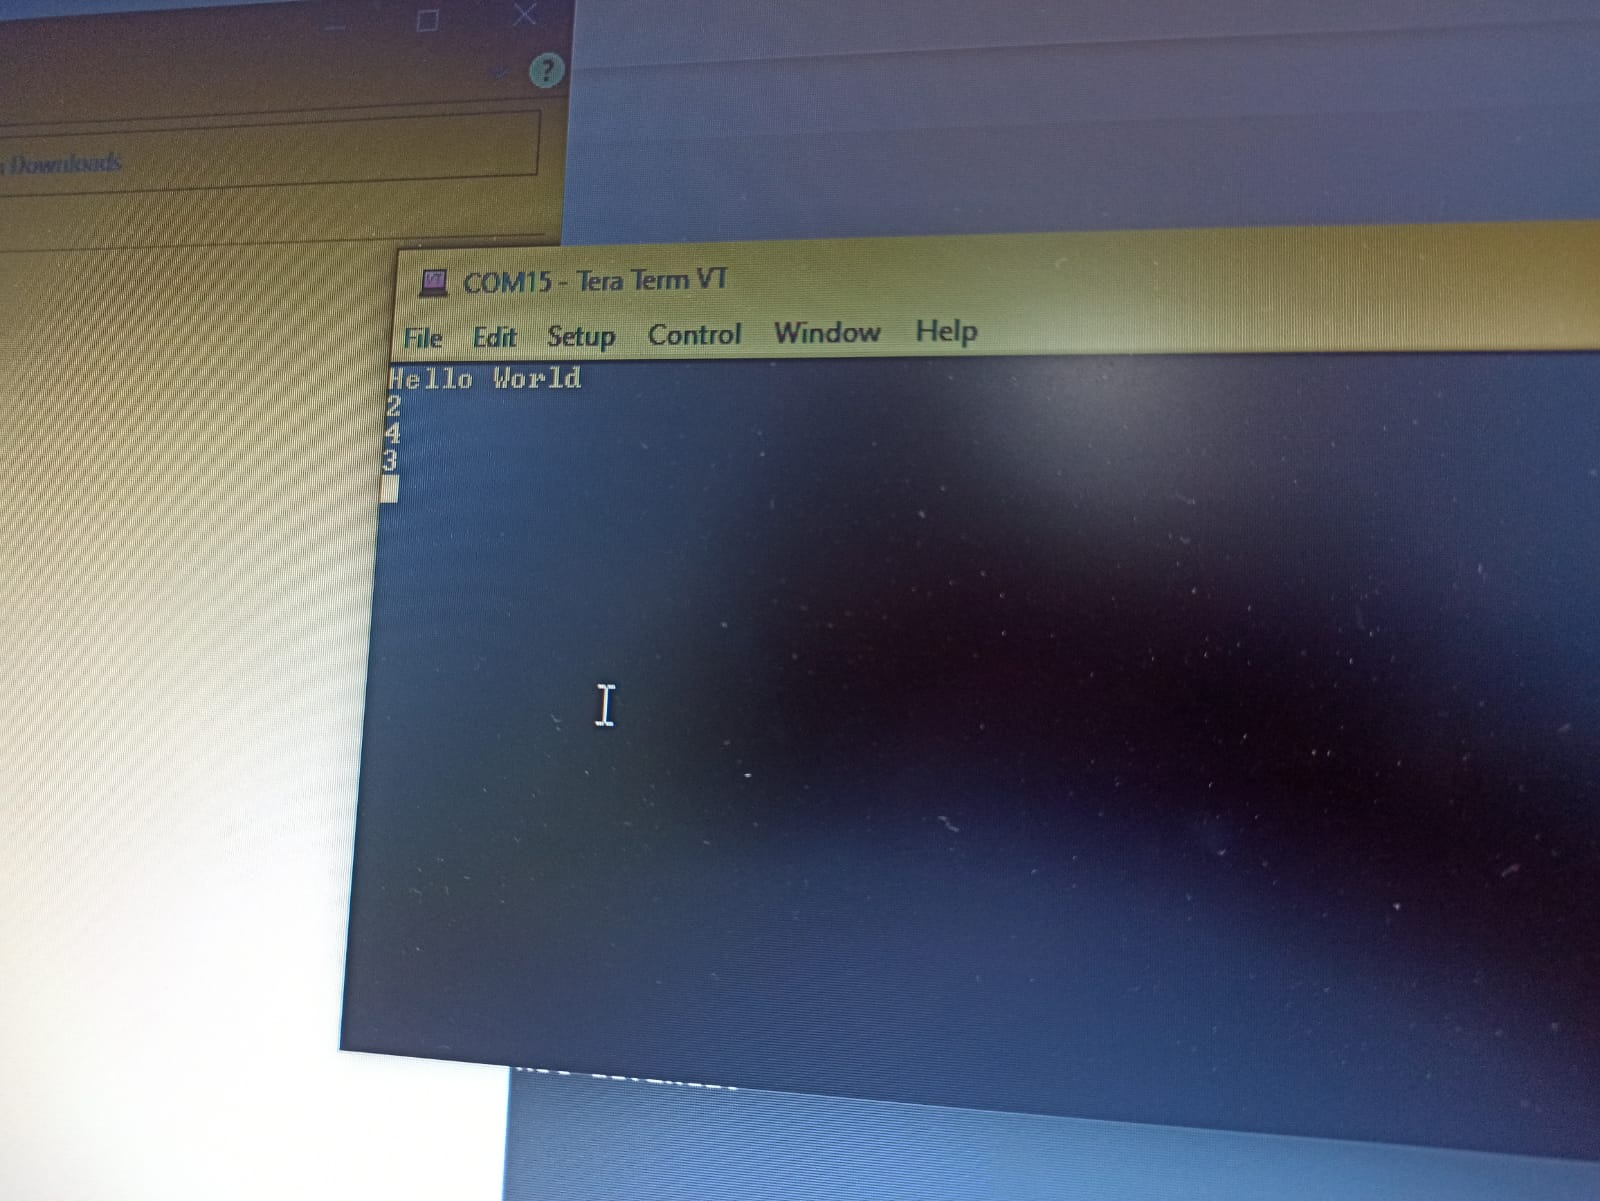 ?
Downloads
COM15 - Tera Term VT
File Edit Setup Control Window Help
Hello World
2
4
3